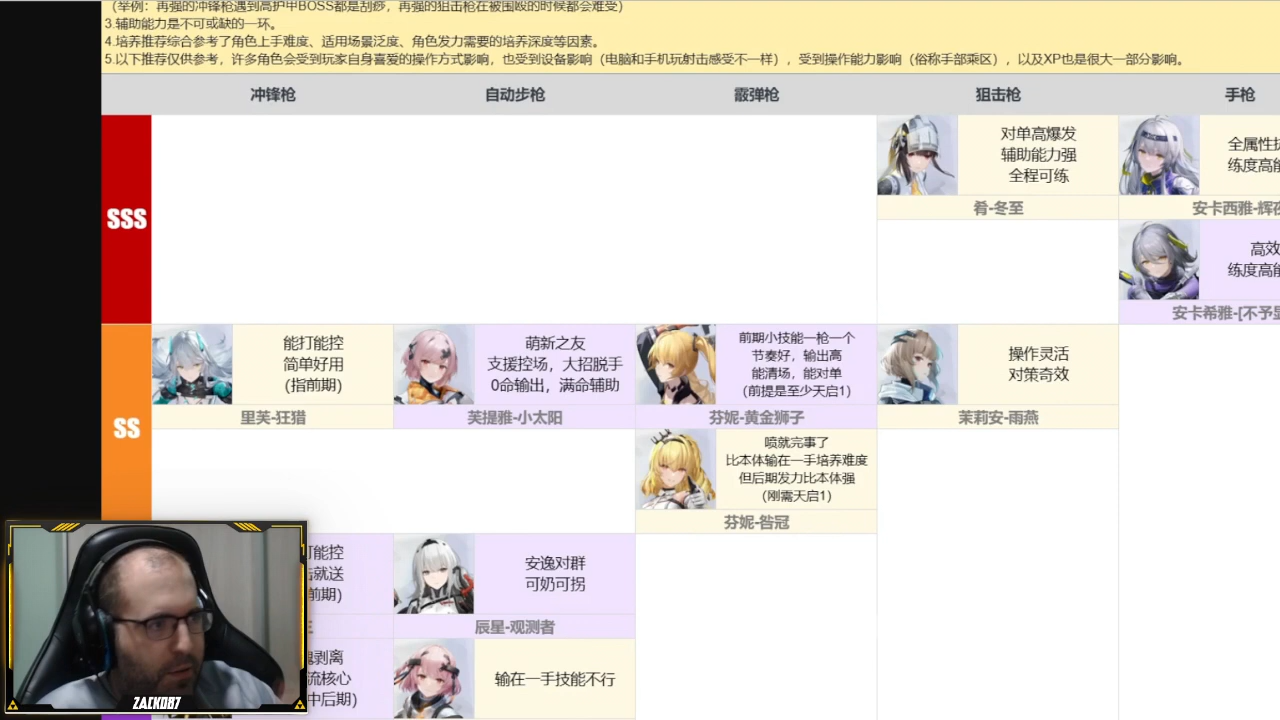 （举例：再强的冲锋枪遇到高护甲BOSS都是刮痧，再强的狙击枪在被围殴的时候都会难受）
3.辅助能力是不可或缺的一环。
4.培养推荐综合参考了角色上手难度、适用场景泛度、角色发力需要的培养深度等因素。
5.以下推荐仅供参考，许多角色会受到玩家自身喜爱的操作方式影响，也受到设备影响（电脑和手机玩射击感受不一样），受到操作能力影响（俗称手部乘区），以及XP也是很大一部分影响。
冲锋枪
自动步枪
霰弹枪
狙击枪
手枪
SSS
对单高爆发
辅助能力强
全程可练
肴-冬至
全属性
练度高能
安卡西雅-辉夜
高效
练度高能
安卡希雅-[不予显
SS
能打能控
简单好用
(指前期)
里芙-狂猎
萌新之友
支援控场，大招脱手
0命输出，满命辅助
芙提雅-小太阳
前期小技能一枪一个
节奏好，输出高
能清场，能对单
(前提是至少天启1)
芬妮-黄金狮子
操作灵活
对策奇效
茉莉安-雨燕
喷就完事了
比本体输在一手培养难度
但后期发力比本体强
(刚需天启1)
芬妮-咎冠
能控
就送
前期)
安逸对群
可奶可拐
辰星-观测者
剥离
流核心
中后期)
输在一手技能不行
ZACK087